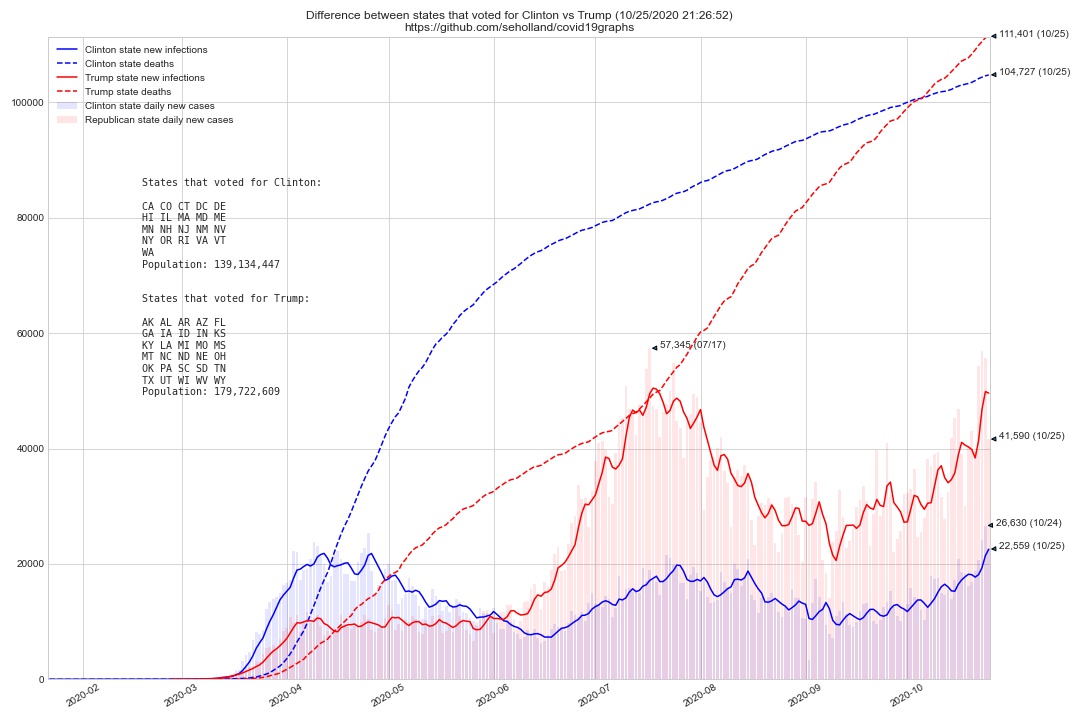 Difference between states that voted for Clinton vs Trump (10/25/2020 21:26:52)
https://github.com/seholland/covid19graphs
Clinton state new infections
Clinton state deaths
Trump state new infections
Trump state deaths
Clinton state daily new cases
Republican state daily new cases
111,401 (10/25)
104,727 (10/25)
States that voted for Clinton:
CA CO CT DC DE
HI IL MA MD ME
MN NH NJ NM NV
NY OR RI VA VT
WA
Population: 139,134,447
States that voted for Trump:
AK AL AR AZ FL
GA IA ID IN KS
KY LA MI MO MS
MT NC ND NE OH
OK PA SC SD TN
TX UT WI WV WY
Population: 179,722,609
57,345 (07/17)
41,590 (10/25)
26,630 (10/24)
22,559 (10/25)
100000
80000
60000
40000
20000
0
2020-02
2020-03
2020-04
2020-05
2020-06
2020-07
2020-08
2020-09
2020-10